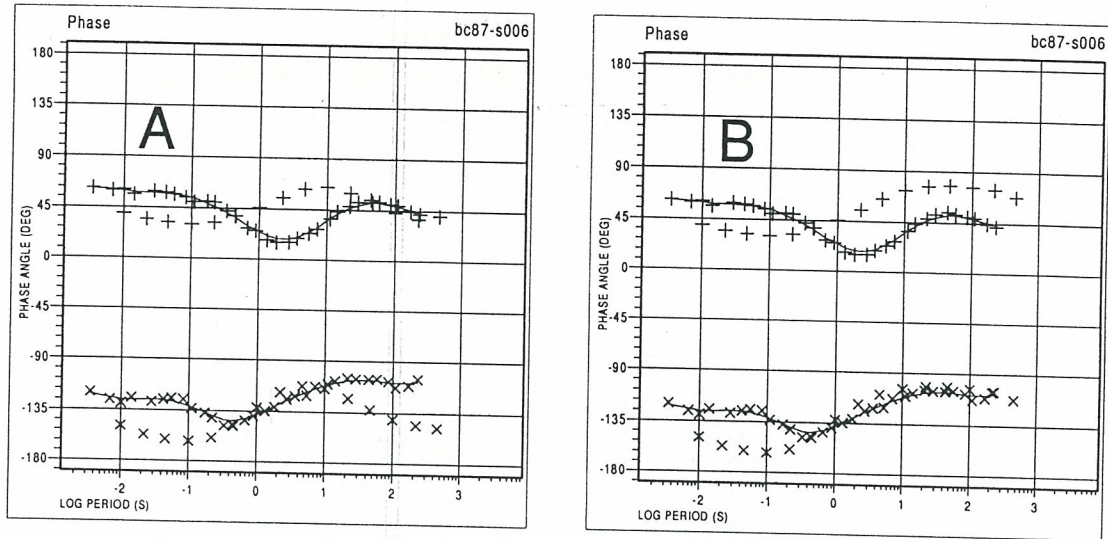 Phase bc87-s006
A
PHASE ANGLE (DEG)
180
135
90
45
0
-45
-90
-135
-180
-2 -1 0 1 2 3
LOG PERIOD (S)
Phase bc87-s006
B
PHASE ANGLE (DEG)
180
135
90
45
0
-45
-90
-135
-180
-2 -1 0 1 2 3
LOG PERIOD (S)